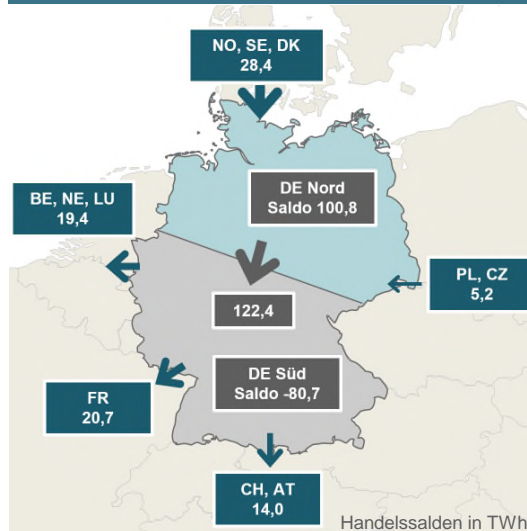 NO, SE, DK
28,4
DE Nord
Saldo 100,8
BE, NE, LU
19,4
PL, CZ
5,2
122,4
DE Süd
Saldo -80,7
FR
20,7
CH, AT
14,0
Handelssalden in TWh